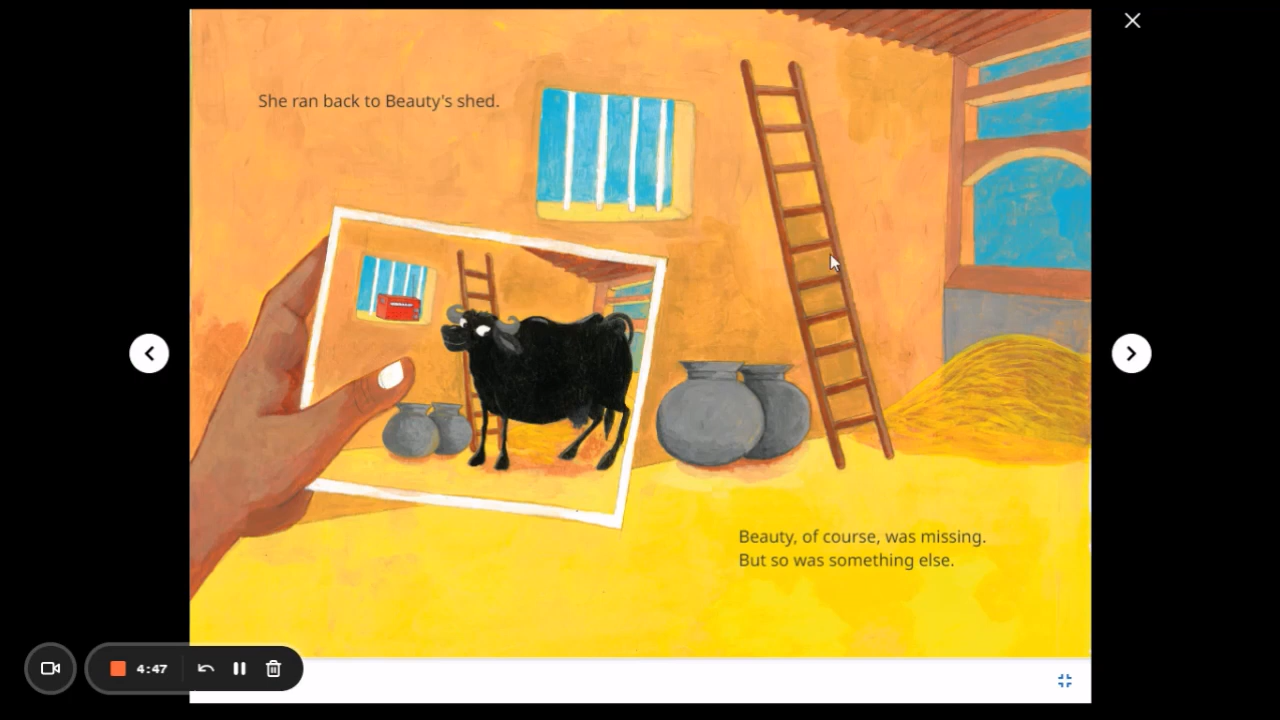 She ran back to Beauty's shed.
Beauty, of course, was missing.
But so was something else.
4:47